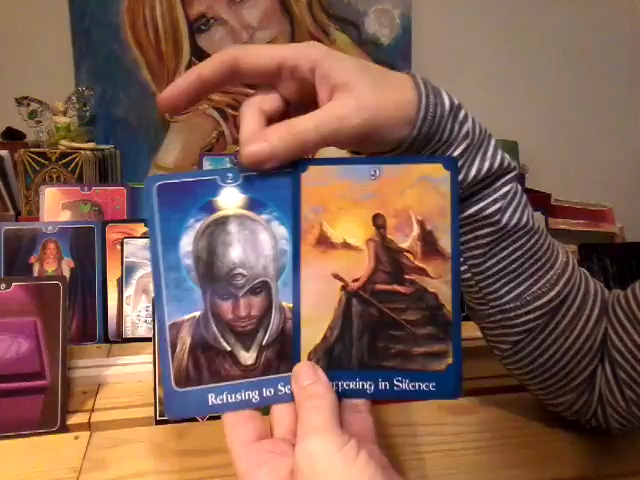 2
9
Refusing to Se
ffering in Silence